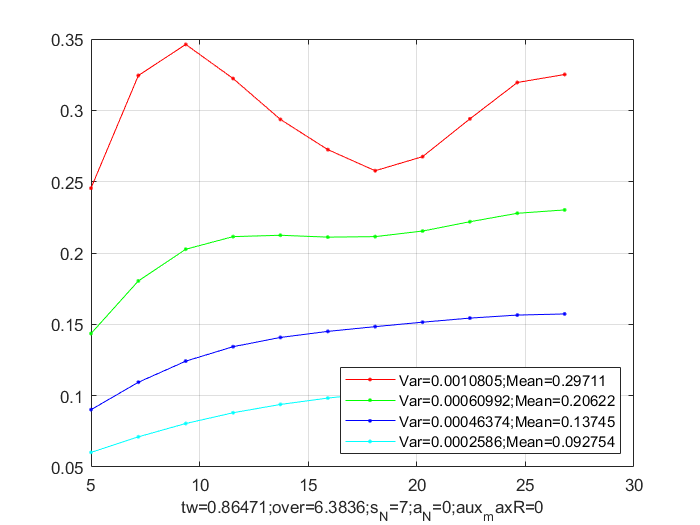 0.35
0.3
0.25
0.2
0.15
0.1
0.05
5 10 15 20 25 30
Var=0.0010805;Mean=0.29711
Var=0.00060992;Mean=0.20622
Var=0.00046374;Mean=0.13745
Var=0.0002586;Mean=0.092754
tw=0.86471;over=6.3836;s_N=7;a_N=0;aux_maxR=0